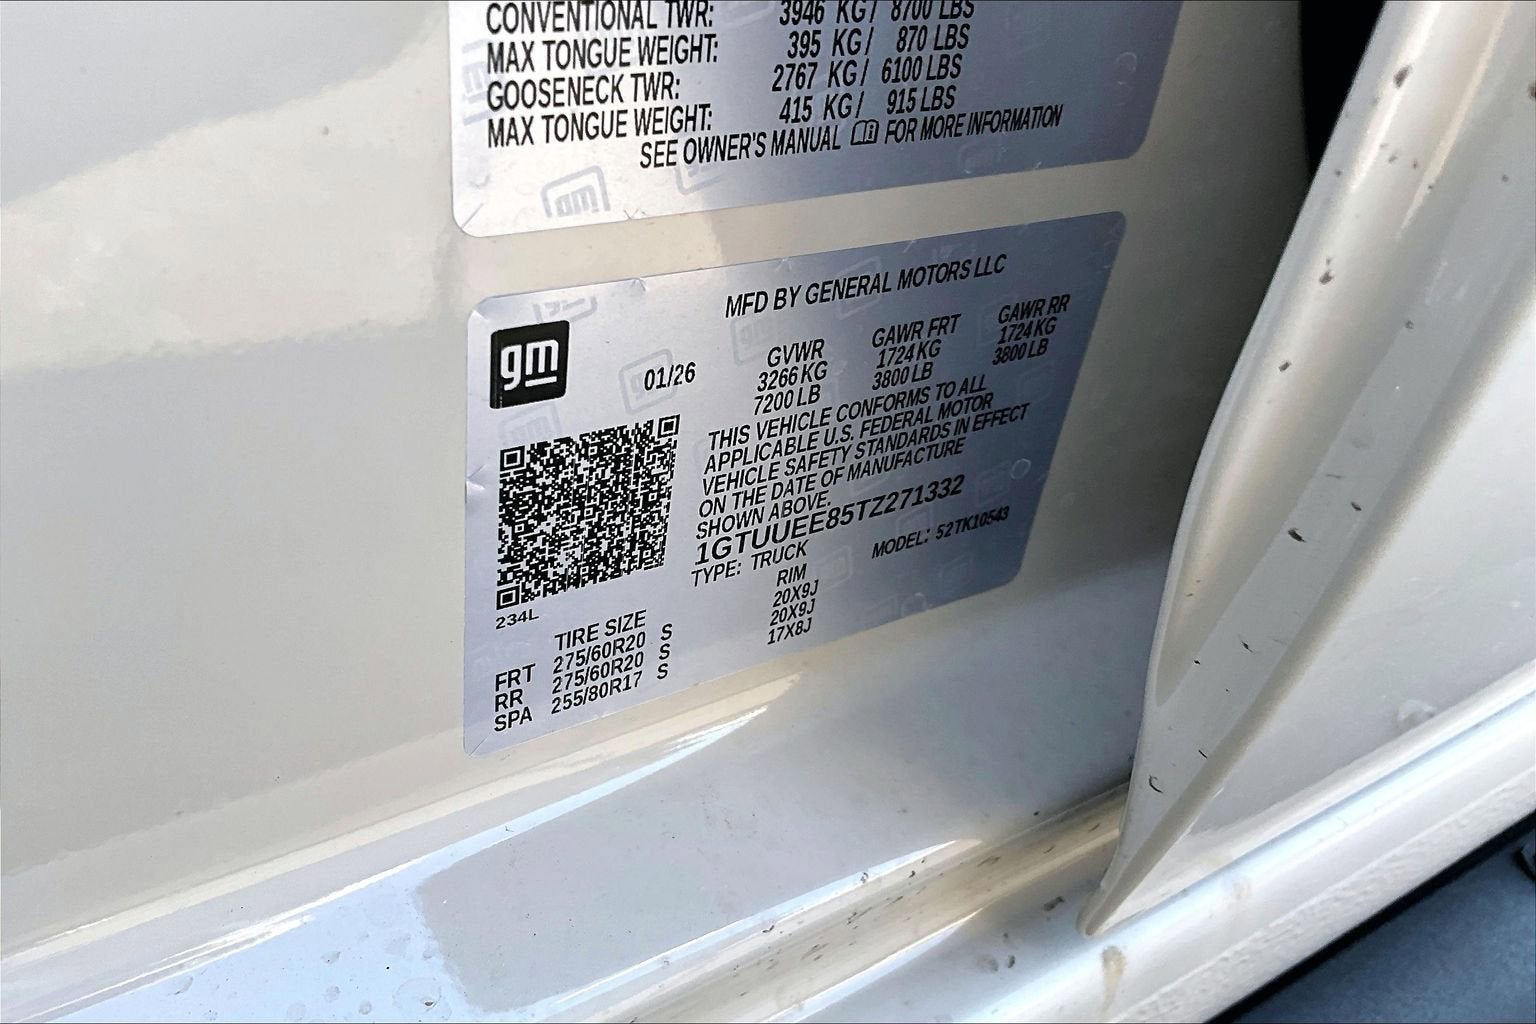 CONVENTIONAL TWR: 3946 KG/ 8700 LBS
MAX TONGUE WEIGHT: 395 KG/ 870 LBS
GOOSENECK TWR: 2767 KG/ 6100 LBS
MAX TONGUE WEIGHT: 415 KG/ 915 LBS
SEE OWNER'S MANUAL FOR MORE INFORMATION
gm
MFD BY GENERAL MOTORS LLC
gm
01/26
GVWR GAWR FRT GAWR RR
3266 KG 1724 KG 1724 KG
7200 LB 3800 LB 3800 LB
THIS VEHICLE CONFORMS TO ALL
APPLICABLE U.S. FEDERAL MOTOR
VEHICLE SAFETY STANDARDS IN EFFECT
ON THE DATE OF MANUFACTURE
SHOWN ABOVE.
1GTUUEE85TZ271332
TYPE: TRUCK MODEL: 52TK10543
234L
TIRE SIZE RIM
FRT 275/60R20 S 20X9J
RR 275/60R20 S 20X9J
SPA 255/80R17 S 17X8J